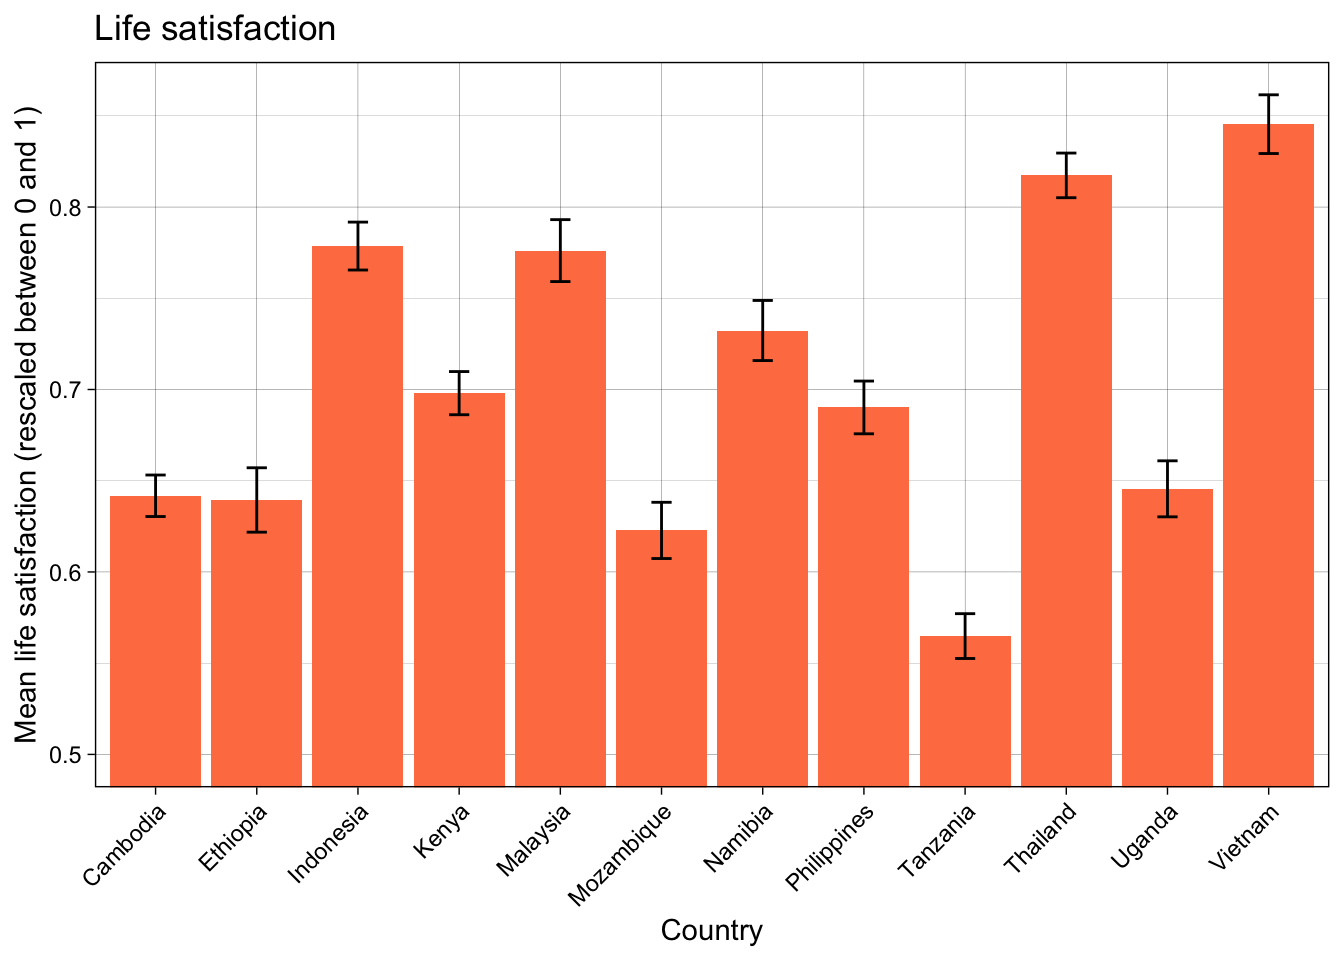 Life satisfaction
Mean life satisfaction (rescaled between 0 and 1)
0.8
0.7
0.6
0.5
Cambodia
Ethiopia
Indonesia
Kenya
Malaysia
Mozambique
Namibia
Philippines
Tanzania
Thailand
Uganda
Vietnam
Country